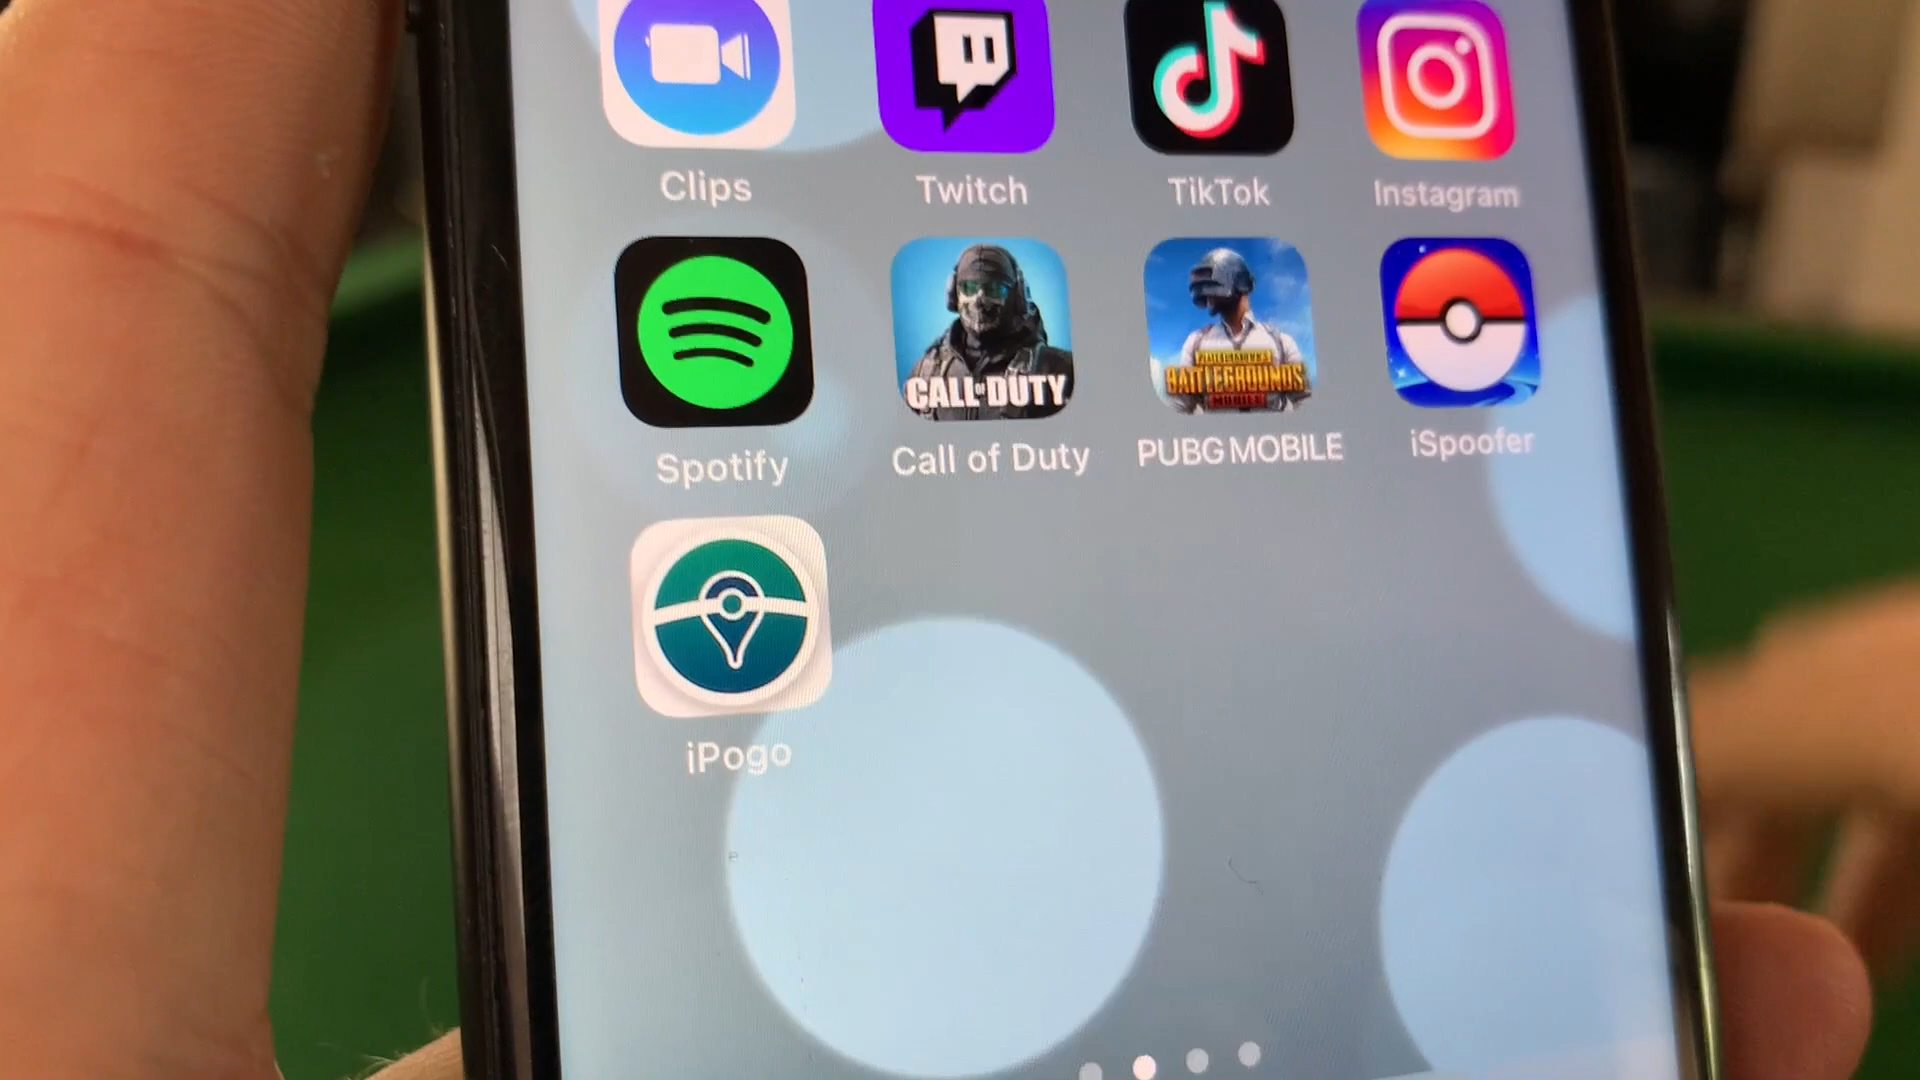 Clips Twitch TikTok Instagram
CALL OF DUTY
PLAYERUNKNOWN'S
BATTLEGROUNDS
MOBILE
Spotify Call of Duty PUBG MOBILE iSpoofer
iPogo